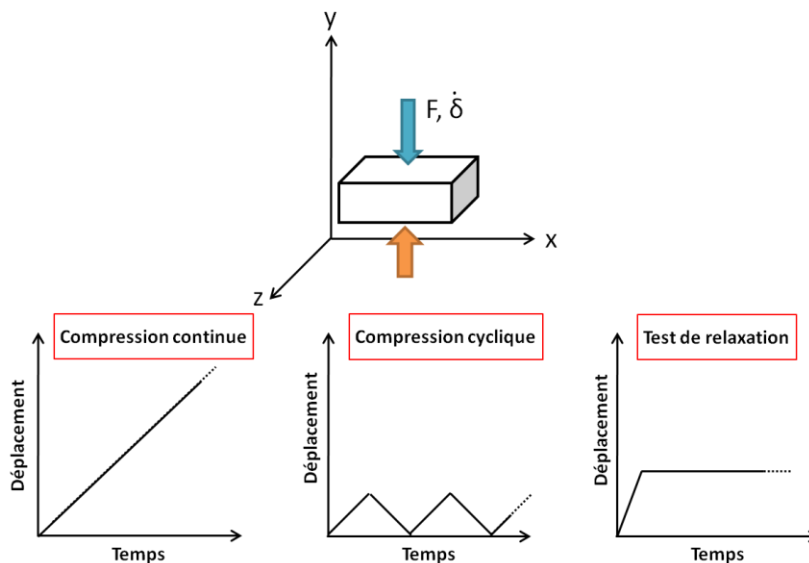 y
F, δ̇
x
z
Compression continue
Compression cyclique
Test de relaxation
Déplacement
Déplacement
Déplacement
Temps
Temps
Temps